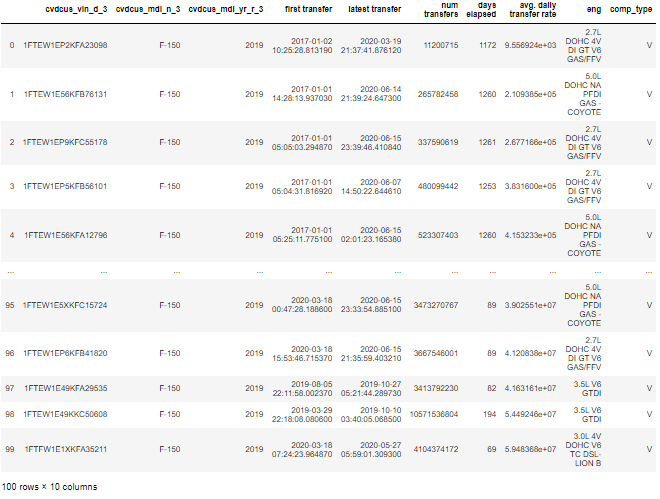 cvdcus_vin_d_3 cvdcus_mdl_n_3 cvdcus_mdl_yr_r_3 first transfer latest transfer num transfers days elapsed avg. daily transfer rate eng comp_type
0 1FTEW1EP2KFA23098 F-150 2019 2017-01-02 10:25:28.813190 2020-03-19 21:37:41.876120 11200715 1172 9.556924e+03 2.7L DOHC 4V DI GT V6 GAS/FFV V
1 1FTEW1E56KFB76131 F-150 2019 2017-01-01 14:28:13.937030 2020-06-14 21:39:24.647300 265782458 1260 2.109385e+05 5.0L DOHC NA PFDI GAS - COYOTE V
2 1FTEW1EP9KFC55178 F-150 2019 2017-01-01 05:05:03.294870 2020-06-15 23:39:46.410840 337590619 1261 2.677166e+05 2.7L DOHC 4V DI GT V6 GAS/FFV V
3 1FTEW1EP5KFB56101 F-150 2019 2017-01-01 05:04:31.816920 2020-06-07 14:50:22.644610 480099442 1253 3.831600e+05 2.7L DOHC 4V DI GT V6 GAS/FFV V
4 1FTEW1E56KFA12796 F-150 2019 2017-01-01 05:25:11.775100 2020-06-15 02:01:23.165380 523307403 1260 4.153233e+05 5.0L DOHC NA PFDI GAS - COYOTE V
... ... ... ... ... ... ... ... ... ... ...
95 1FTEW1E5XKFC15724 F-150 2019 2020-03-18 00:47:28.188600 2020-06-15 23:33:54.885100 3473270767 89 3.902551e+07 5.0L DOHC NA PFDI GAS - COYOTE V
96 1FTEW1EP6KFB41820 F-150 2019 2020-03-18 15:53:46.715370 2020-06-15 21:35:59.403210 3667546001 89 4.120838e+07 2.7L DOHC 4V DI GT V6 GAS/FFV V
97 1FTEW1E49KFA29535 F-150 2019 2019-08-05 22:11:58.002370 2019-10-27 05:21:44.289730 3413792230 82 4.163161e+07 3.5L V6 GTDI V
98 1FTEW1E49KKC50608 F-150 2019 2019-03-29 22:18:08.080600 2019-10-10 03:40:05.068500 10571536804 194 5.449246e+07 3.5L V6 GTDI V
99 1FTFW1E1XKFA35211 F-150 2019 2020-03-18 07:24:23.964870 2020-05-27 05:59:01.309300 4104374172 69 5.948368e+07 3.0L 4V DOHC V6 TC DSL- LION B V
100 rows × 10 columns